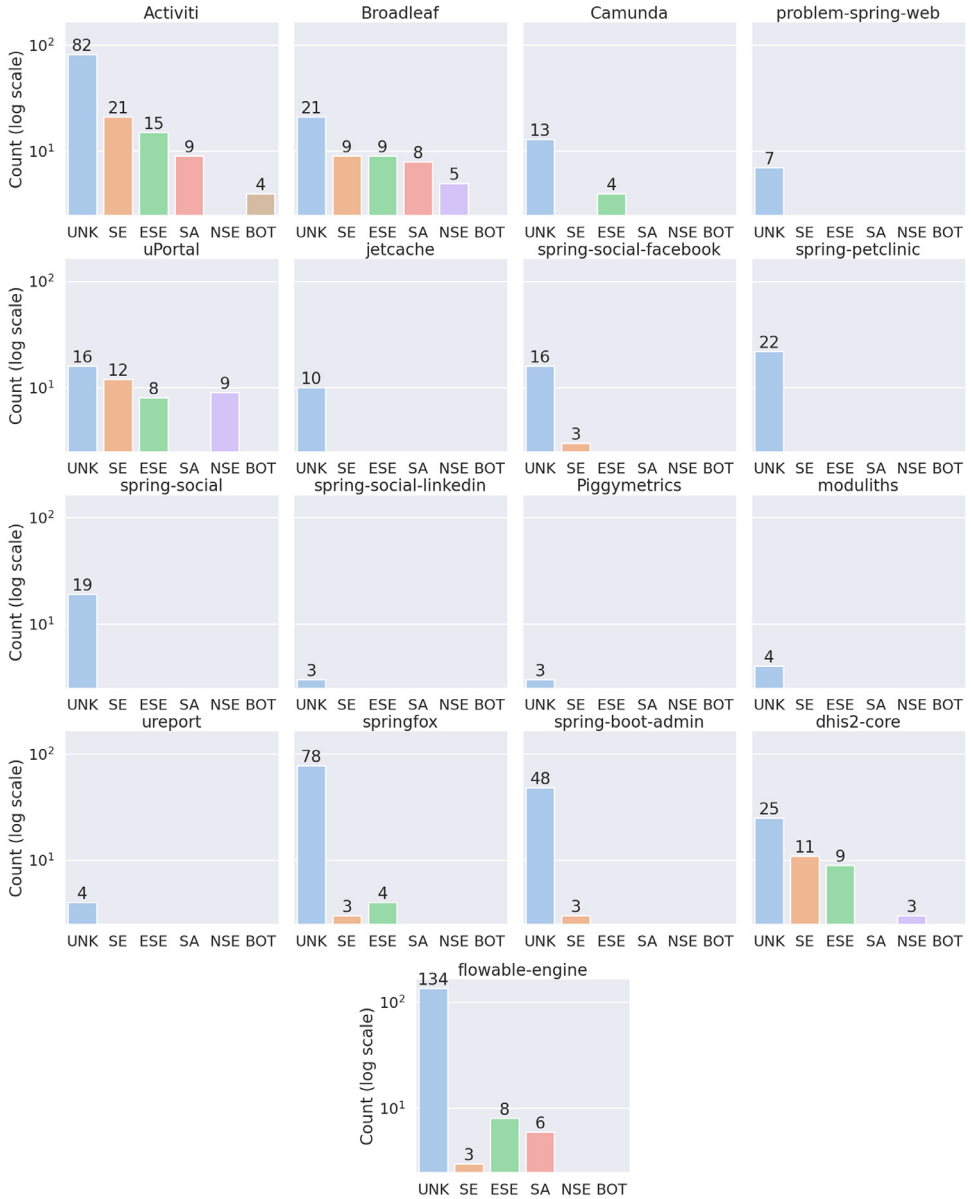 Activiti Broadleaf Camunda problem-spring-web
Count (log scale)
10²
10¹
82 21 15 9 4
21 9 9 8 5
13 4
7
UNK SE ESE SA NSE BOT UNK SE ESE SA NSE BOT UNK SE ESE SA NSE BOT UNK SE ESE SA NSE BOT
uPortal jetcache spring-social-facebook spring-petclinic
Count (log scale)
10²
10¹
16 12 8 9
10
16 3
22
UNK SE ESE SA NSE BOT UNK SE ESE SA NSE BOT UNK SE ESE SA NSE BOT UNK SE ESE SA NSE BOT
spring-social spring-social-linkedin Piggymetrics moduliths
Count (log scale)
10²
10¹
19
3
3
4
UNK SE ESE SA NSE BOT UNK SE ESE SA NSE BOT UNK SE ESE SA NSE BOT UNK SE ESE SA NSE BOT
ureport springfox spring-boot-admin dhis2-core
Count (log scale)
10²
10¹
4
78 3 4
48 3
25 11 9 3
UNK SE ESE SA NSE BOT UNK SE ESE SA NSE BOT UNK SE ESE SA NSE BOT UNK SE ESE SA NSE BOT
flowable-engine
Count (log scale)
10²
10¹
134 3 8 6
UNK SE ESE SA NSE BOT